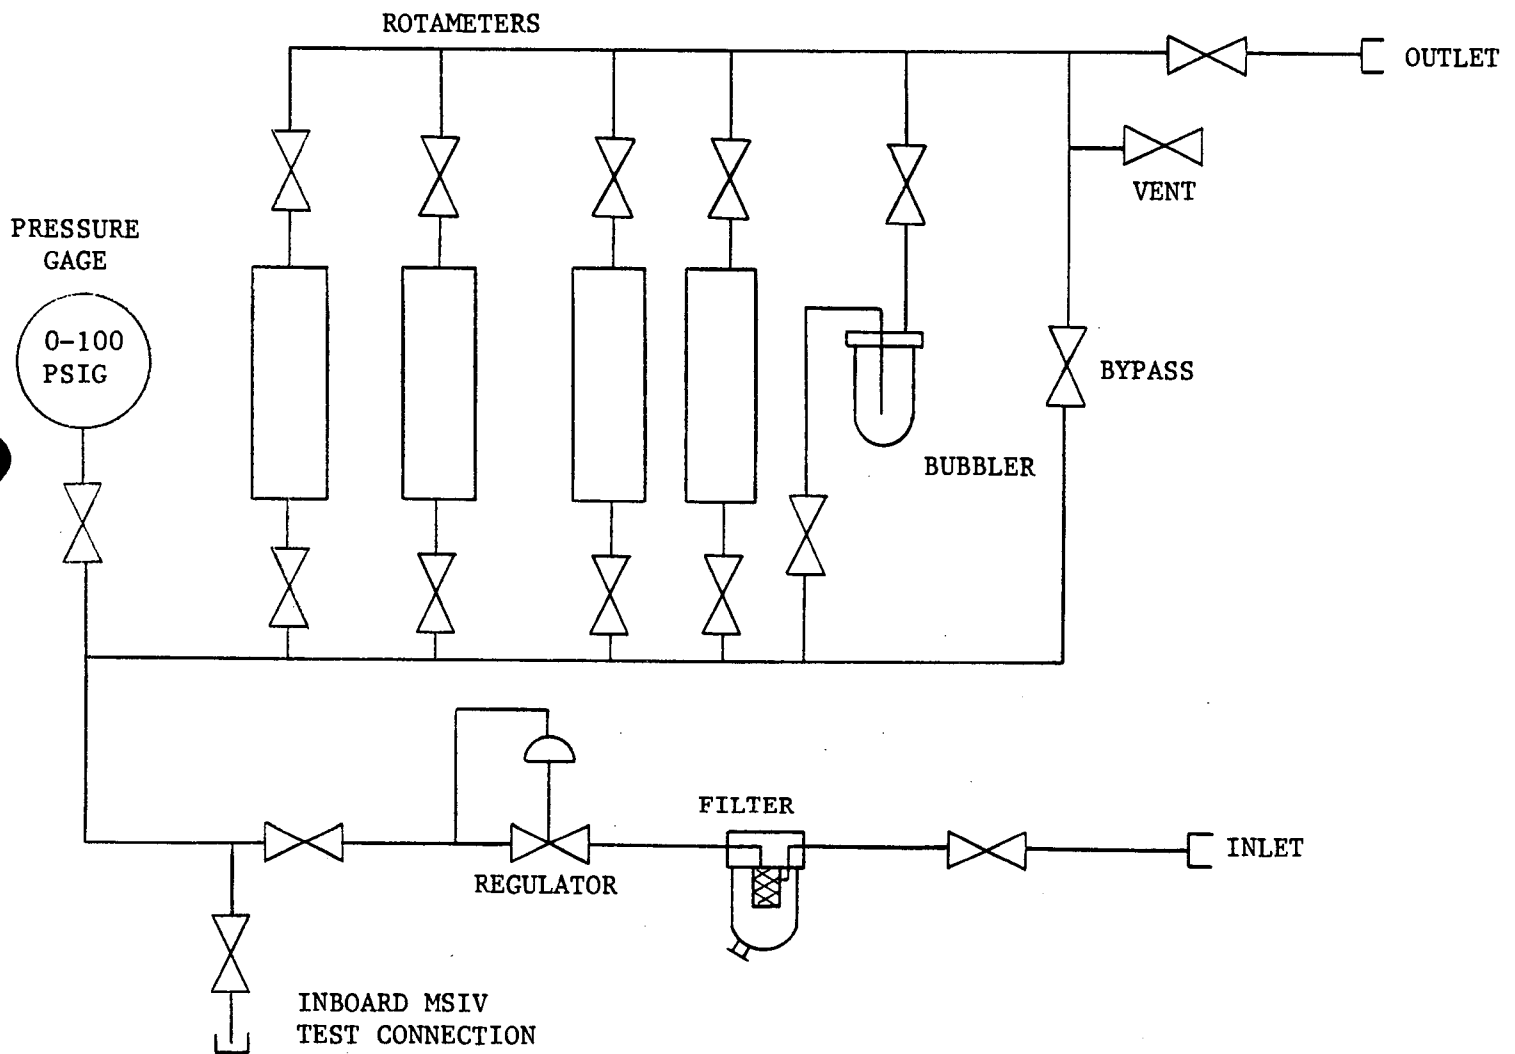 ROTAMETERS
OUTLET
VENT
PRESSURE
GAGE
0-100
PSIG
BYPASS
BUBBLER
FILTER
INLET
REGULATOR
INBOARD MSIV
TEST CONNECTION